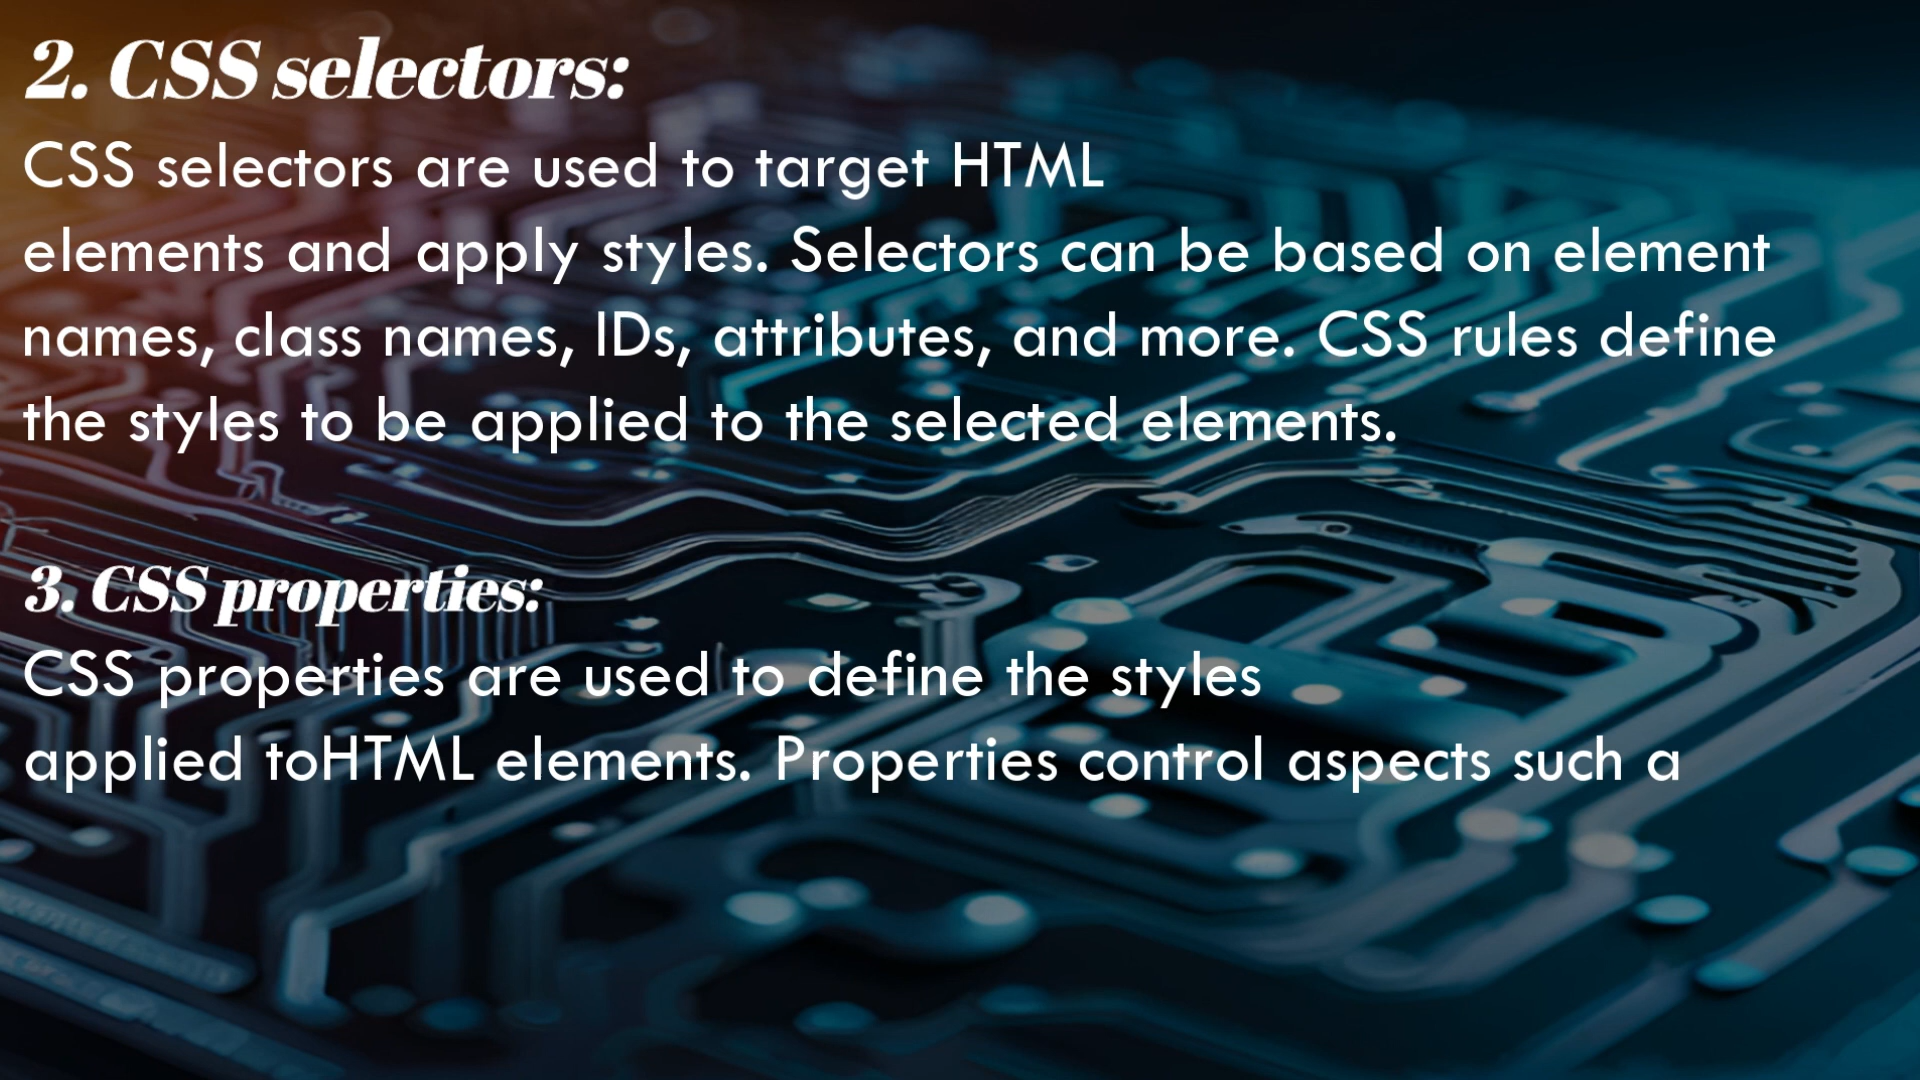 2. CSS selectors:
CSS selectors are used to target HTML
elements and apply styles. Selectors can be based on element
names, class names, IDs, attributes, and more. CSS rules define
the styles to be applied to the selected elements.
3. CSS properties:
CSS properties are used to define the styles
applied toHTML elements. Properties control aspects such a